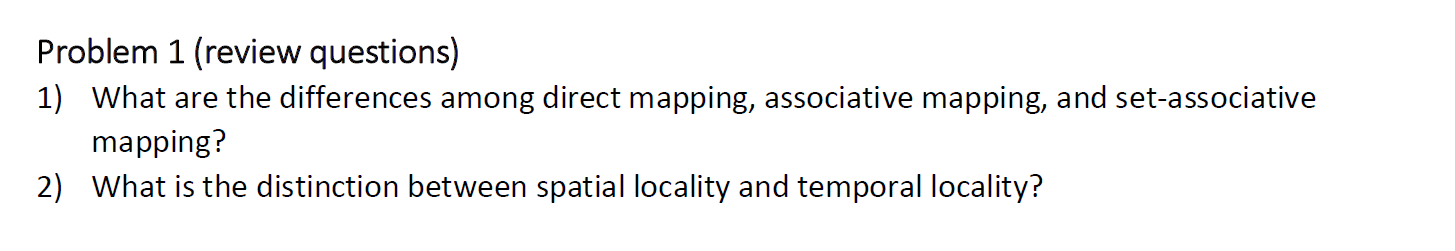 Problem 1 (review questions)
1) What are the differences among direct mapping, associative mapping, and set-associative
mapping?
2) What is the distinction between spatial locality and temporal locality?